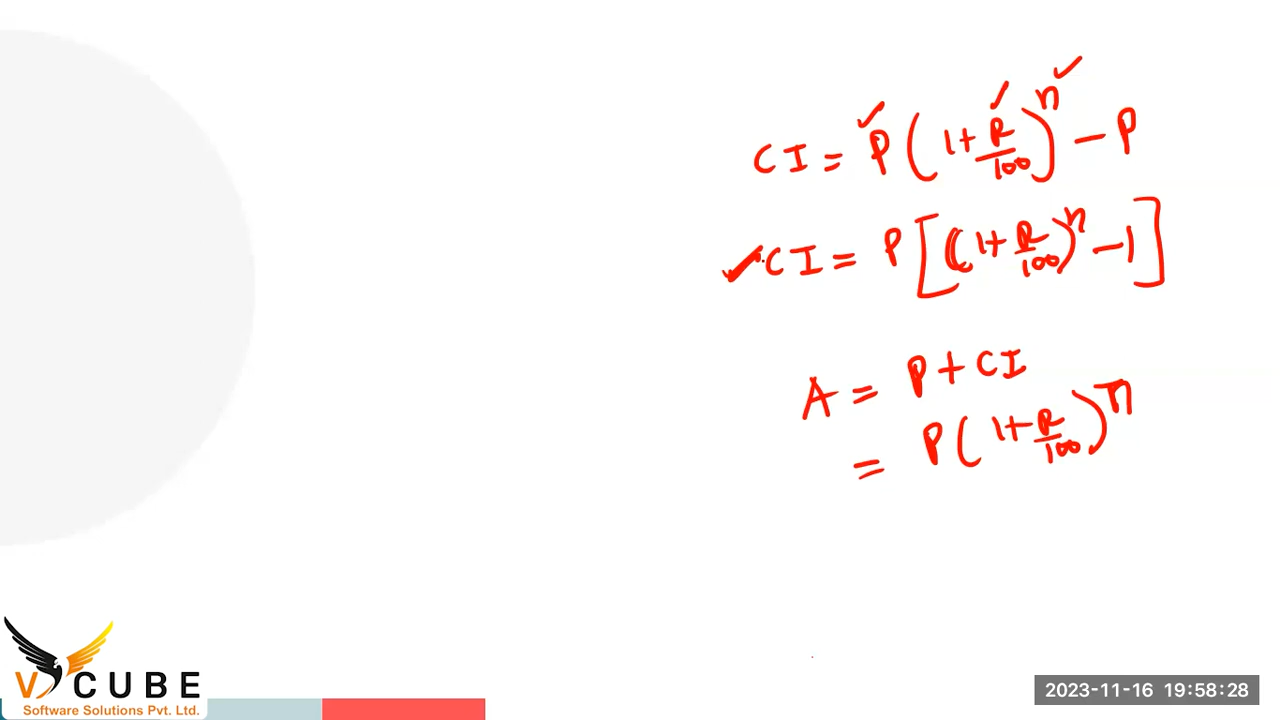 CI = P(1+R/100)^n - P
CI = P[(1+R/100)^n - 1]
A = P+CI
= P(1+R/100)^n
V CUBE
Software Solutions Pvt. Ltd.
2023-11-16 19:58:28